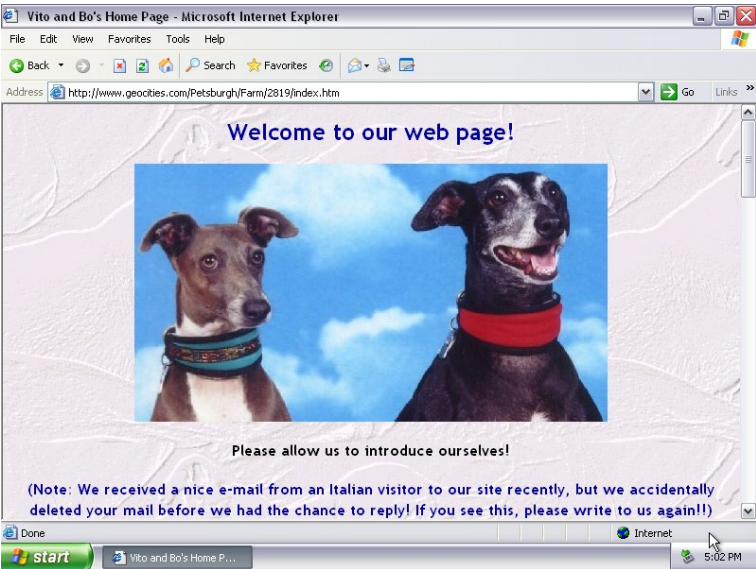 Vito and Bo's Home Page - Microsoft Internet Explorer
File Edit View Favorites Tools Help
Back Search Favorites
Address http://www.geocities.com/Petsburgh/Farm/2819/index.htm Go Links »
Welcome to our web page!
Please allow us to introduce ourselves!
(Note: We received a nice e-mail from an Italian visitor to our site recently, but we accidentally
deleted your mail before we had the chance to reply! If you see this, please write to us again!!)
Done Internet
start Vito and Bo's Home P... 5:02 PM